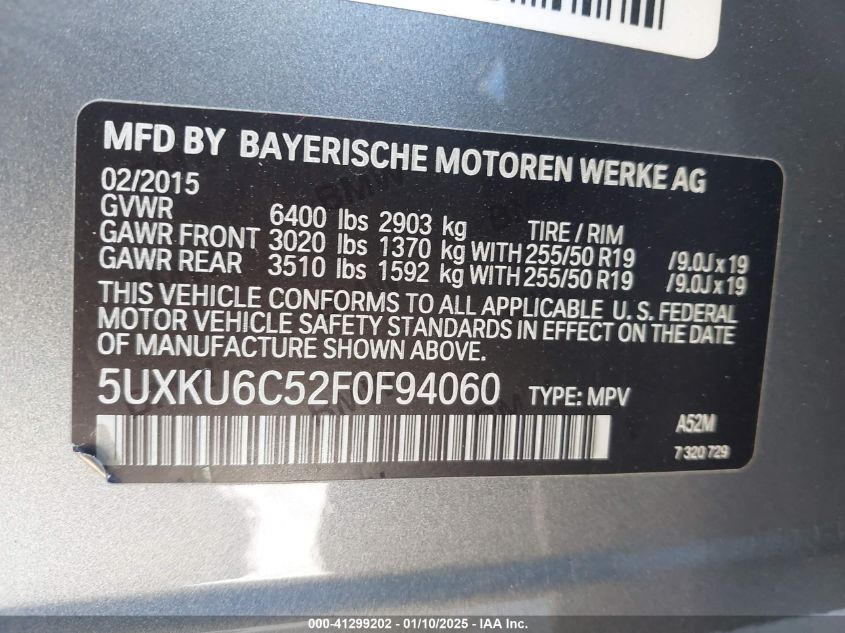 MFD BY BAYERISCHE MOTOREN WERKE AG
02/2015
GVWR 6400 lbs 2903 kg TIRE / RIM
GAWR FRONT 3020 lbs 1370 kg WITH 255/50 R19 /9.0J x 19
GAWR REAR 3510 lbs 1592 kg WITH 255/50 R19 /9.0J x 19
THIS VEHICLE CONFORMS TO ALL APPLICABLE U. S. FEDERAL
MOTOR VEHICLE SAFETY STANDARDS IN EFFECT ON THE DATE
OF MANUFACTURE SHOWN ABOVE.
5UXKU6C52F0F94060 TYPE: MPV
A52M
7 320 729
000-41299202 - 01/10/2025 - IAA Inc.